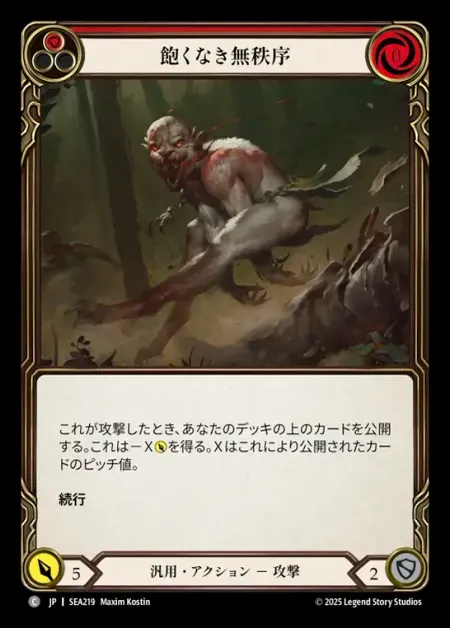 飽くなき無秩序
0
これが攻撃したとき、あなたのデッキの上のカードを公開
する。これは－Xを得る。Xはこれにより公開されたカー
ドのピッチ値。
続行
5
汎用・アクション － 攻撃
2
C JP SEA219 Maxim Kostin
© 2025 Legend Story Studios